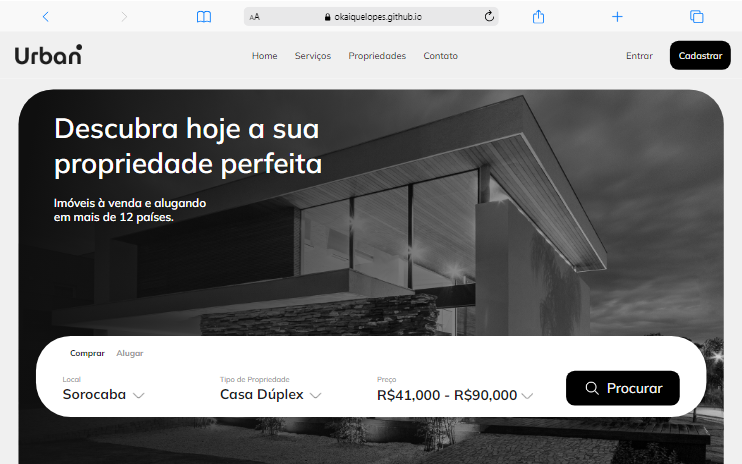 AA
okaiquelopes.github.io
Urban
Home Serviços Propriedades Contato
Entrar Cadastrar
Descubra hoje a sua
propriedade perfeita
Imóveis à venda e alugando
em mais de 12 países.
Comprar Alugar
Local Tipo de Propriedade Preço
Sorocaba Casa Dúplex R$41,000 - R$90,000
Procurar